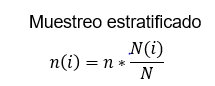 Muestreo estratificado
n(i) = n * N(i)/N